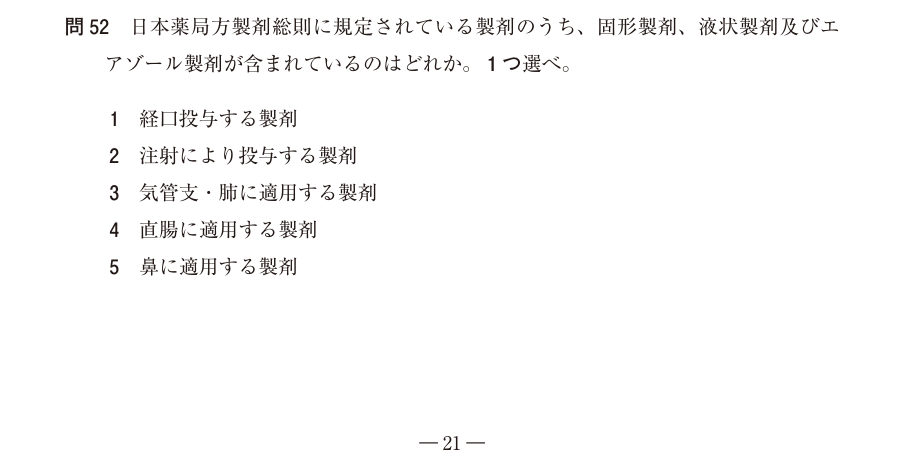 問 52 日本薬局方製剤総則に規定されている製剤のうち、固形製剤、液状製剤及びエ
アゾール製剤が含まれているのはどれか。1つ選べ。
1 経口投与する製剤
2 注射により投与する製剤
3 気管支・肺に適用する製剤
4 直腸に適用する製剤
5 鼻に適用する製剤
― 21 ―